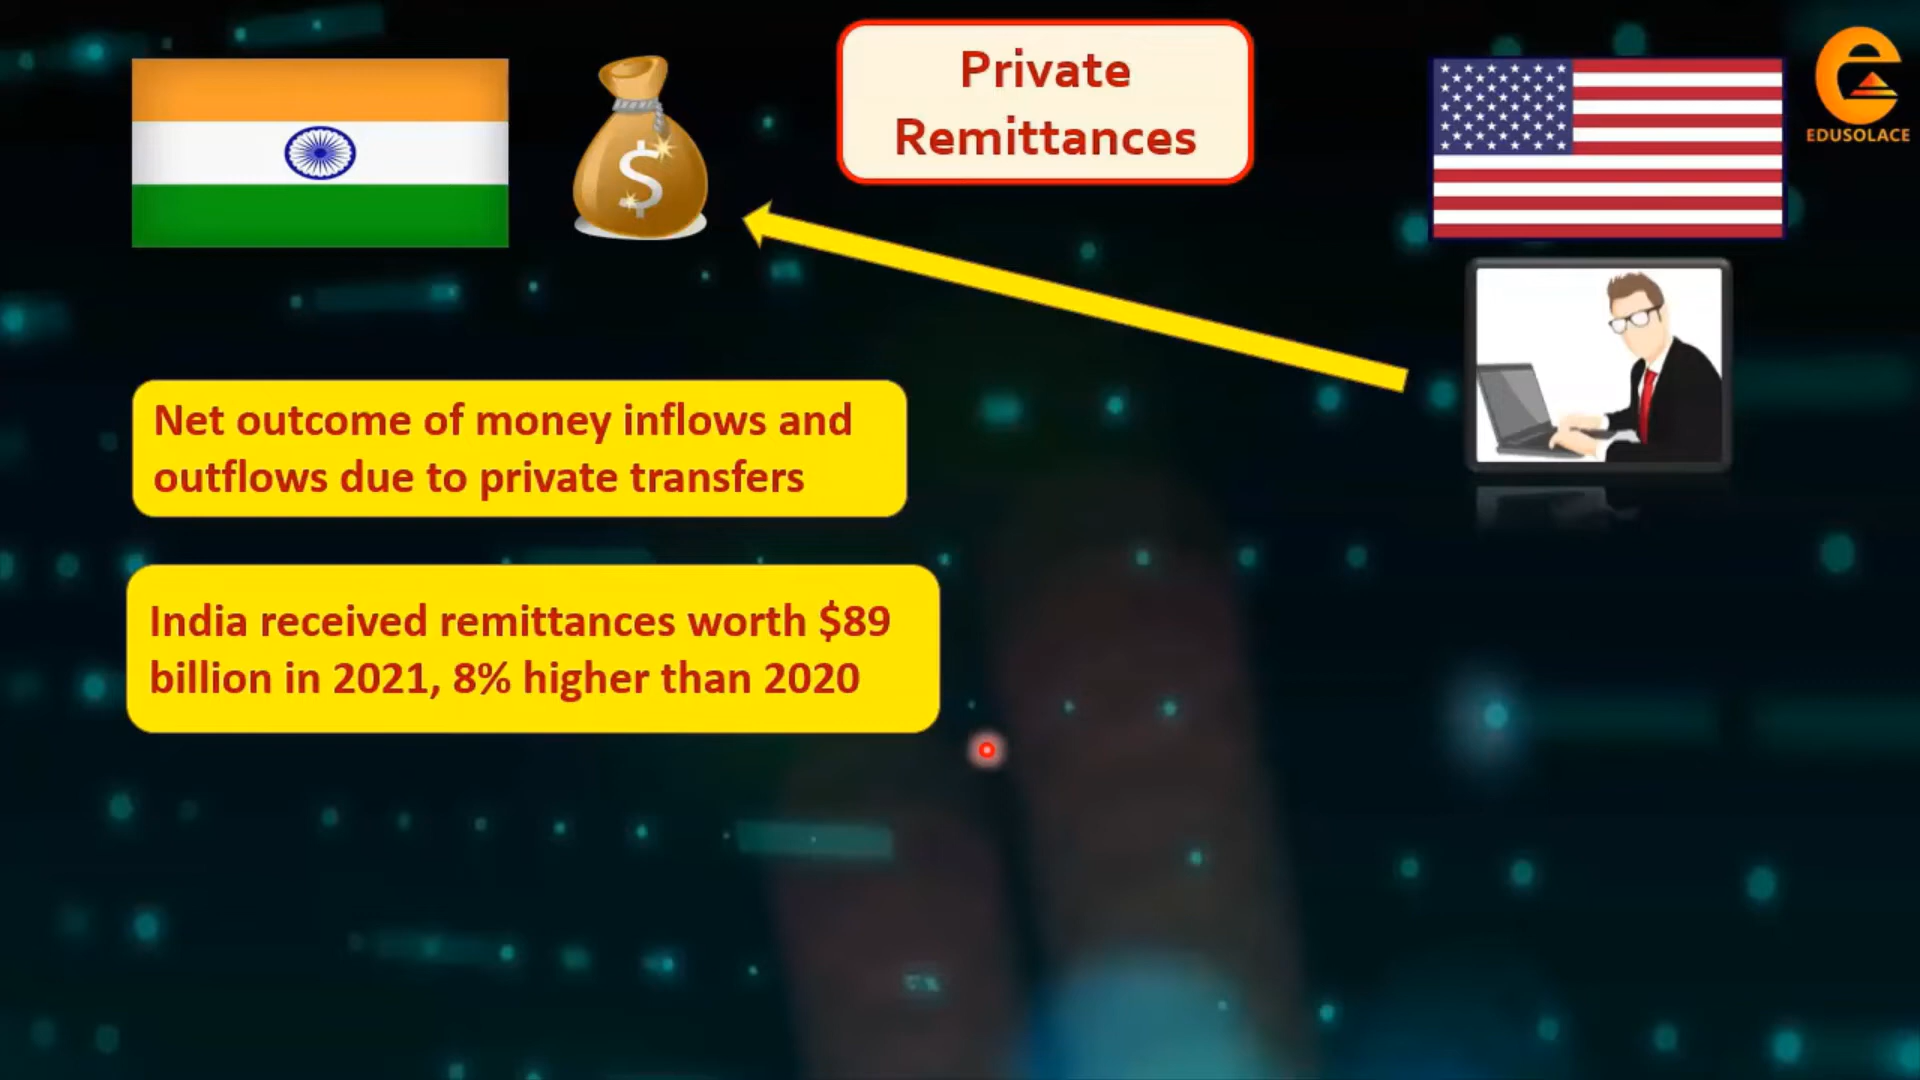 Private
Remittances
EDUSOLACE
$
Net outcome of money inflows and
outflows due to private transfers
India received remittances worth $89
billion in 2021, 8% higher than 2020